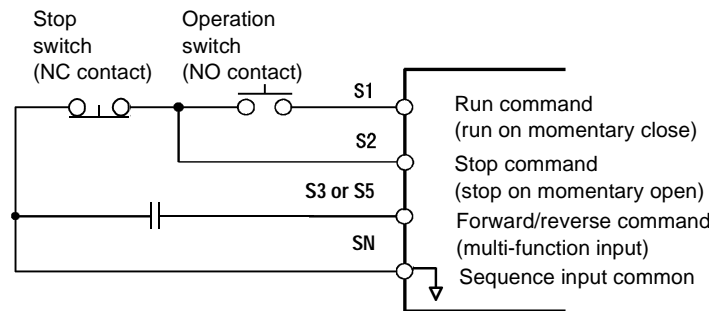 Stop
switch
(NC contact)
Operation
switch
(NO contact)
S1
Run command
(run on momentary close)
S2
Stop command
(stop on momentary open)
S3 or S5
Forward/reverse command
(multi-function input)
SN
Sequence input common